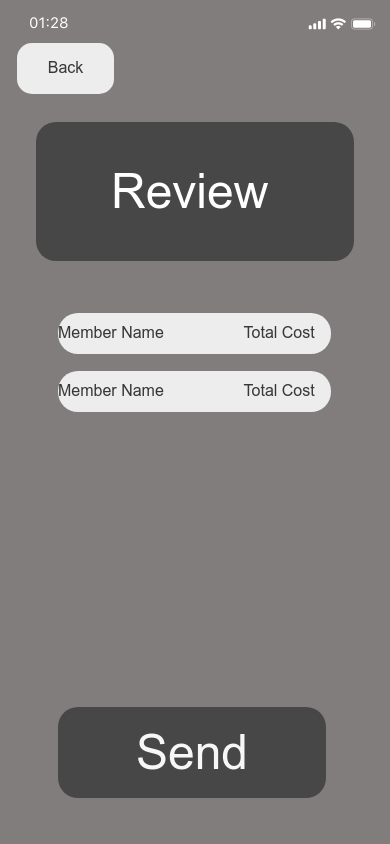 01:28
Back
Review
Member Name Total Cost
Member Name Total Cost
Send